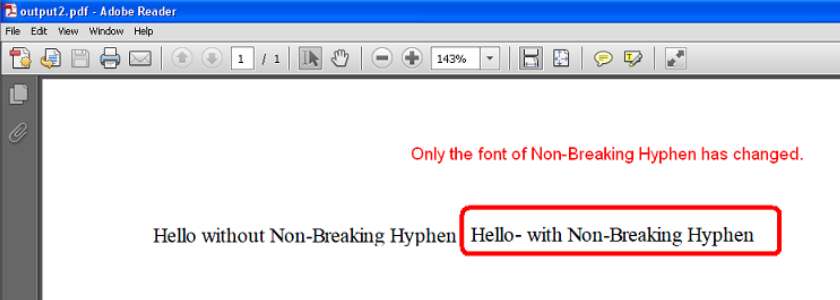 output2.pdf - Adobe Reader
File Edit View Window Help
1 / 1 143%
Only the font of Non-Breaking Hyphen has changed.
Hello without Non-Breaking Hyphen Hello- with Non-Breaking Hyphen